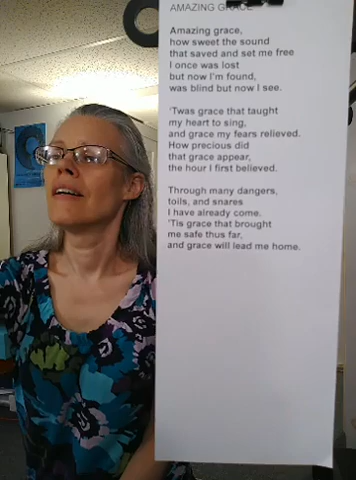 AMAZING GRACE
Amazing grace,
how sweet the sound
that saved and set me free
I once was lost
but now I'm found,
was blind but now I see.
'Twas grace that taught
my heart to sing,
and grace my fears relieved.
How precious did
that grace appear,
the hour I first believed.
Through many dangers,
toils, and snares
I have already come.
'Tis grace that brought
me safe thus far,
and grace will lead me home.